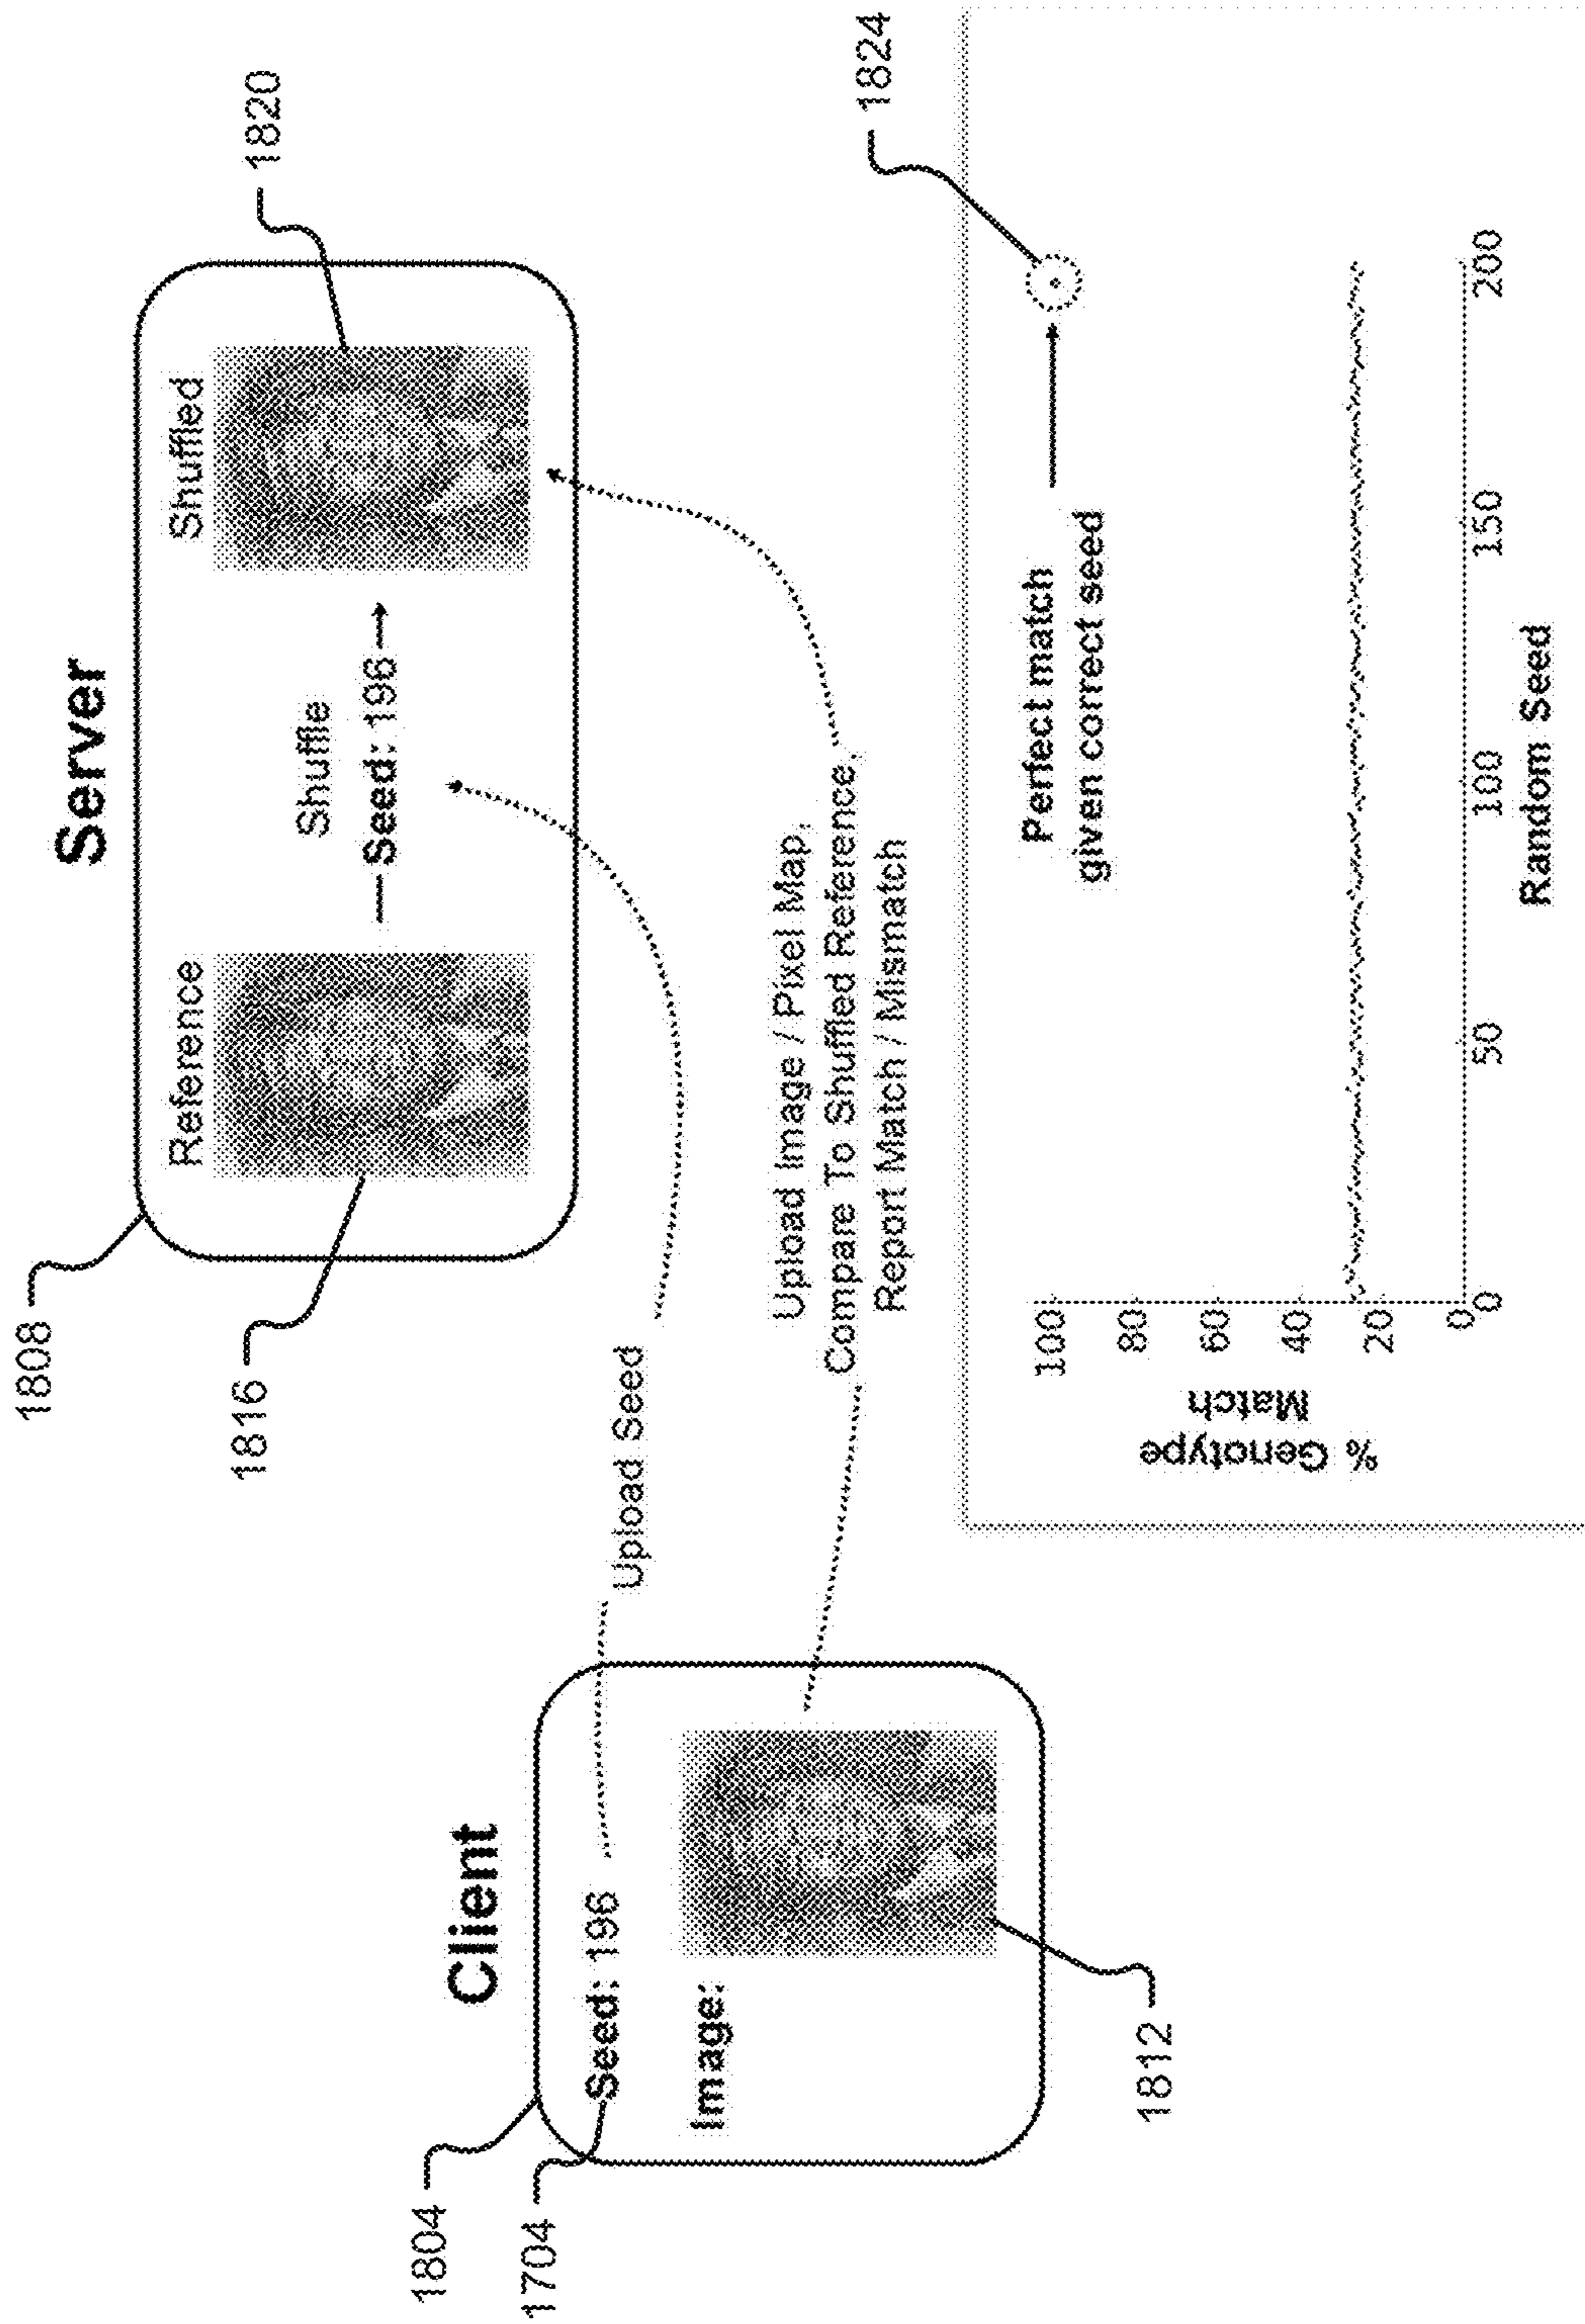 1808
Server
1816
Reference
Shuffle
Seed: 196
Shuffled
1820
Client
1804
1704
Seed: 196
Image:
1812
Upload Seed
Upload Image / Pixel Map,
Compare To Shuffled Reference,
Report Match / Mismatch
1824
Perfect match
given correct seed
% Genotype
Match
100
80
60
40
20
0
0
50
100
150
200
Random Seed